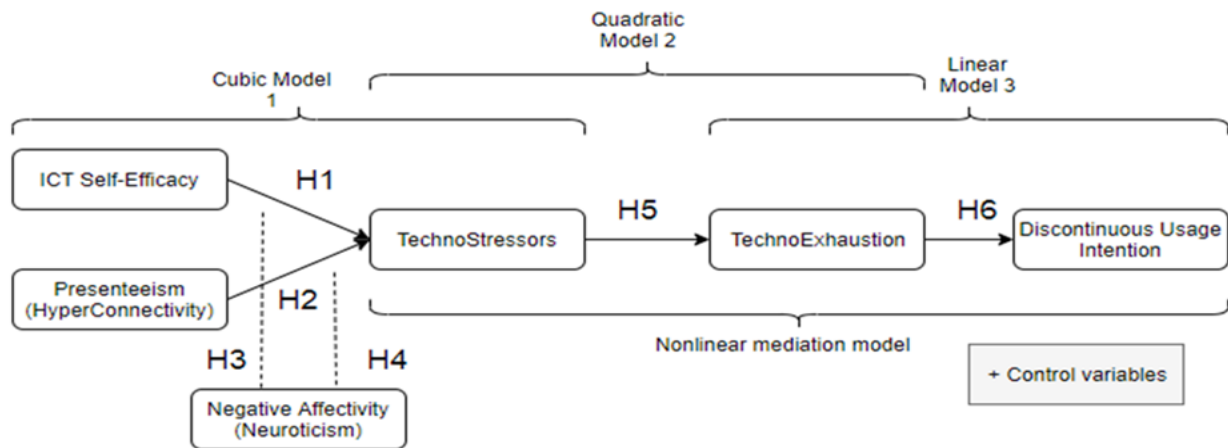 Quadratic
Model 2
Cubic Model
1
Linear
Model 3
ICT Self-Efficacy
H1
TechnoStressors
H5
TechnoExhaustion
H6
Discontinuous Usage
Intention
Presenteeism
(HyperConnectivity)
H2
H3
H4
Nonlinear mediation model
+ Control variables
Negative Affectivity
(Neuroticism)